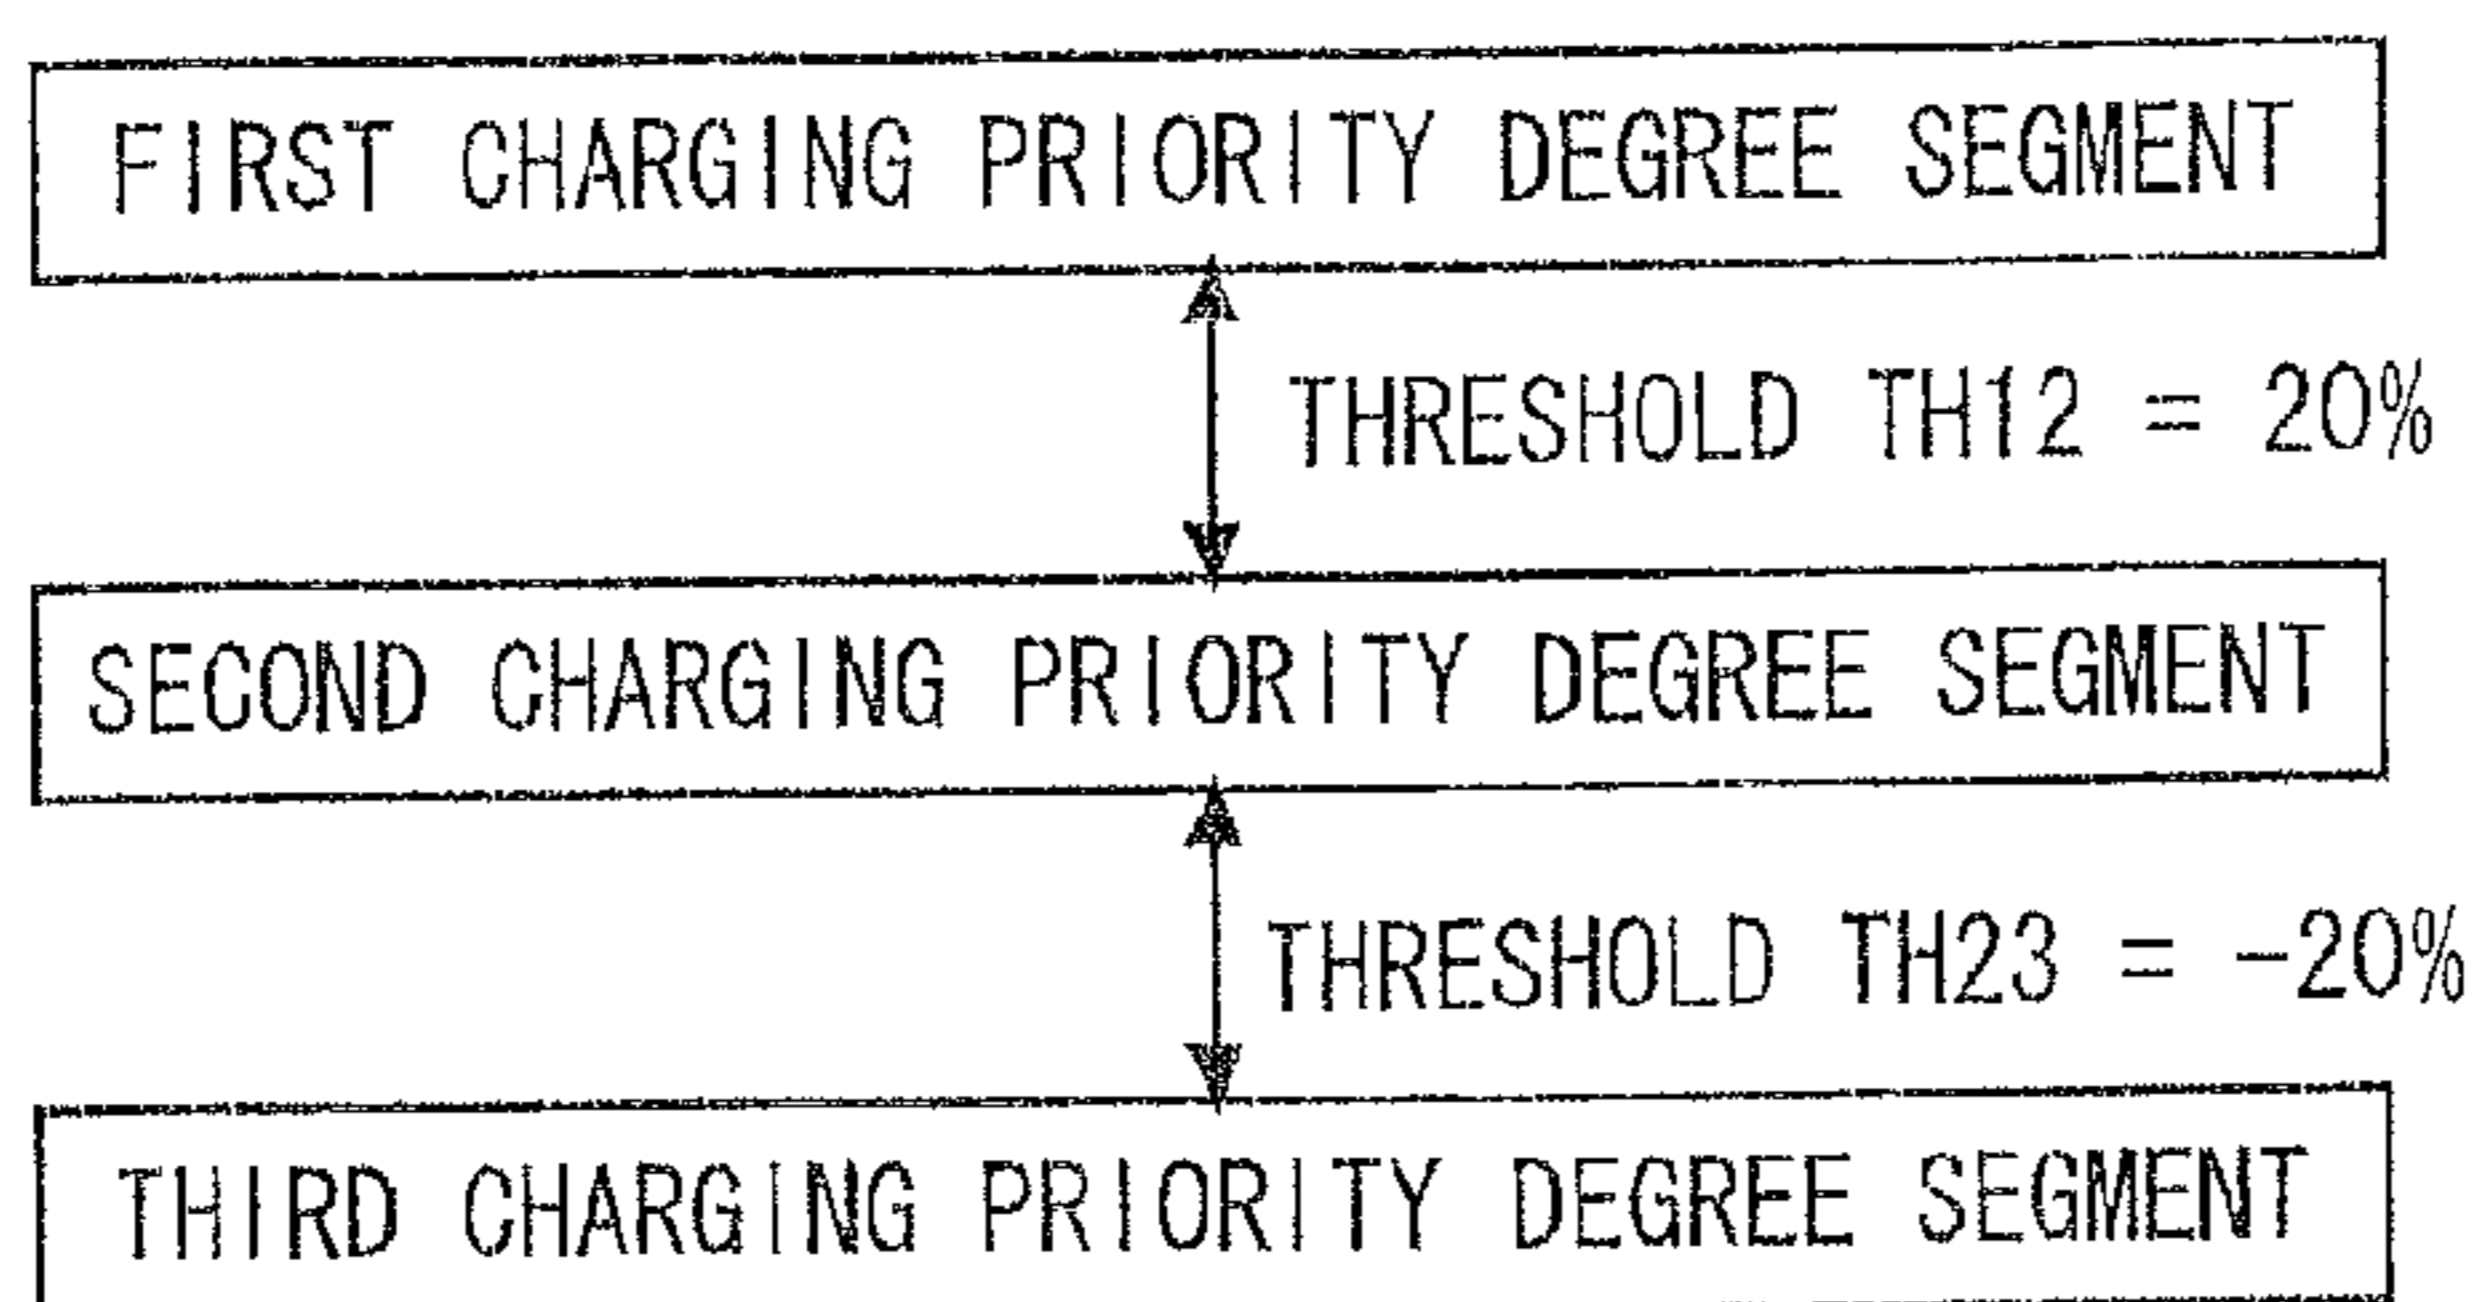 FIRST CHARGING PRIORITY DEGREE SEGMENT
THRESHOLD TH12 = 20%
SECOND CHARGING PRIORITY DEGREE SEGMENT
THRESHOLD TH23 = -20%
THIRD CHARGING PRIORITY DEGREE SEGMENT